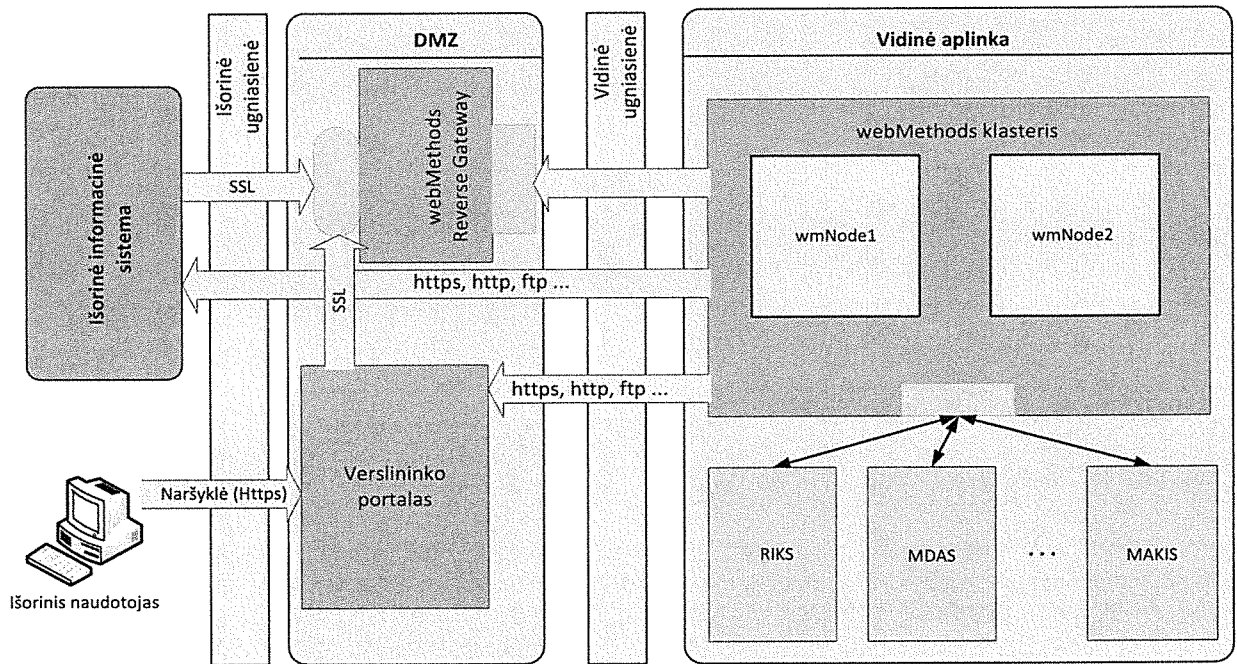 DMZ
Vidinė aplinka
Išorinė
ugniasienė
Vidinė
ugniasienė
Išorinė informacinė
sistema
SSL
webMethods
Reverse Gateway
webMethods klasteris
wmNode1
wmNode2
https, http, ftp ...
SSL
https, http, ftp ...
Verslininko
portalas
Naršyklė (Https)
Išorinis naudotojas
RIKS
MDAS
...
MAKIS